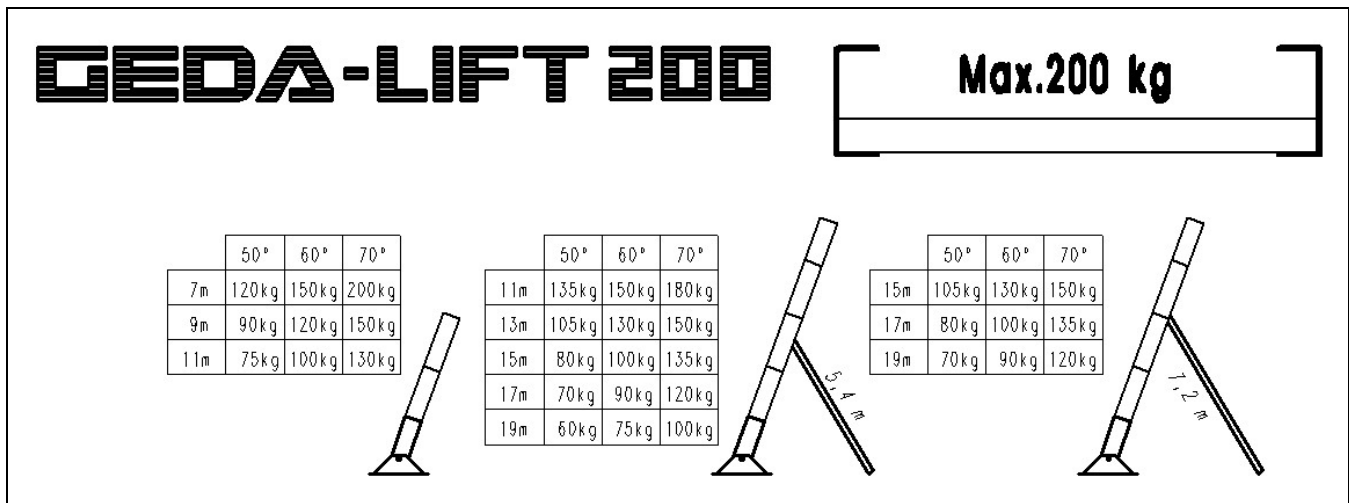 GEDA-LIFT 200
Max.200 kg
50° 60° 70°
7m 120kg 150kg 200kg
9m 90kg 120kg 150kg
11m 75kg 100kg 130kg
50° 60° 70°
11m 135kg 150kg 180kg
13m 105kg 130kg 150kg
15m 80kg 100kg 135kg
17m 70kg 90kg 120kg
19m 60kg 75kg 100kg
5,4 m
50° 60° 70°
15m 105kg 130kg 150kg
17m 80kg 100kg 135kg
19m 70kg 90kg 120kg
7,2 m